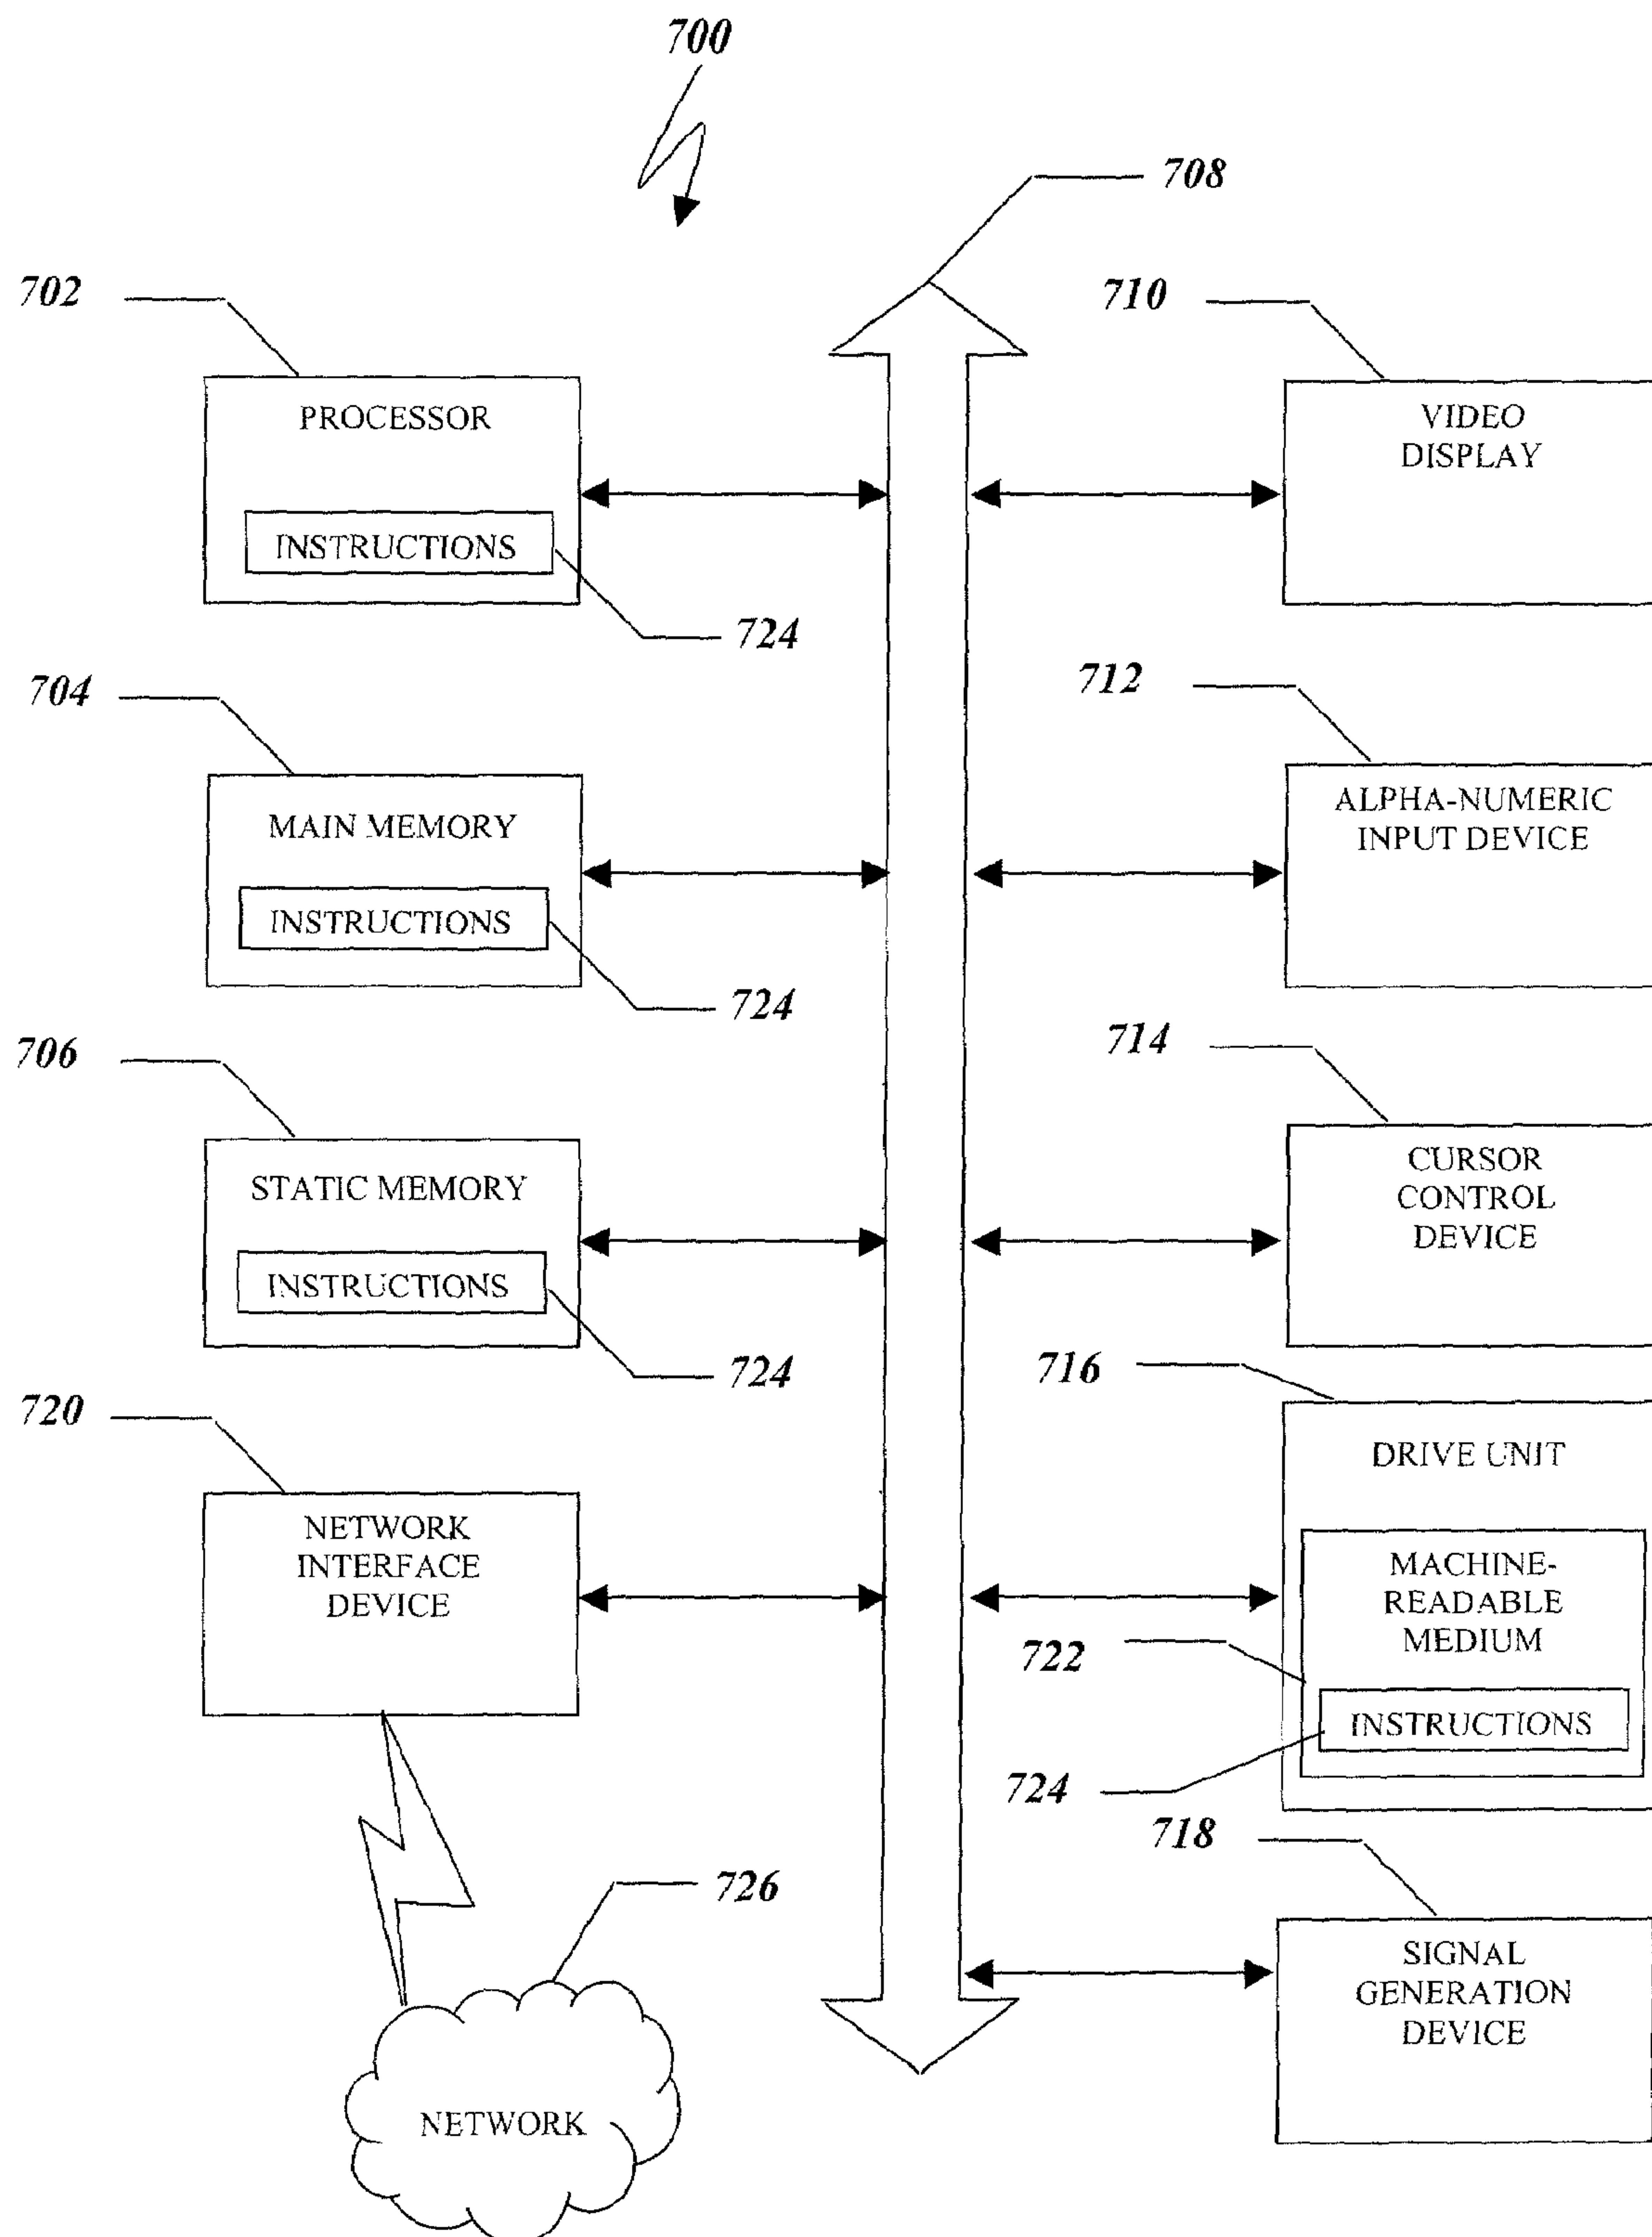 700
708
702
PROCESSOR
INSTRUCTIONS
724
710
VIDEO
DISPLAY
704
MAIN MEMORY
INSTRUCTIONS
724
712
ALPHA-NUMERIC
INPUT DEVICE
706
STATIC MEMORY
INSTRUCTIONS
724
714
CURSOR
CONTROL
DEVICE
720
NETWORK
INTERFACE
DEVICE
716
DRIVE UNIT
MACHINE-
READABLE
MEDIUM
722
INSTRUCTIONS
724
726
NETWORK
718
SIGNAL
GENERATION
DEVICE